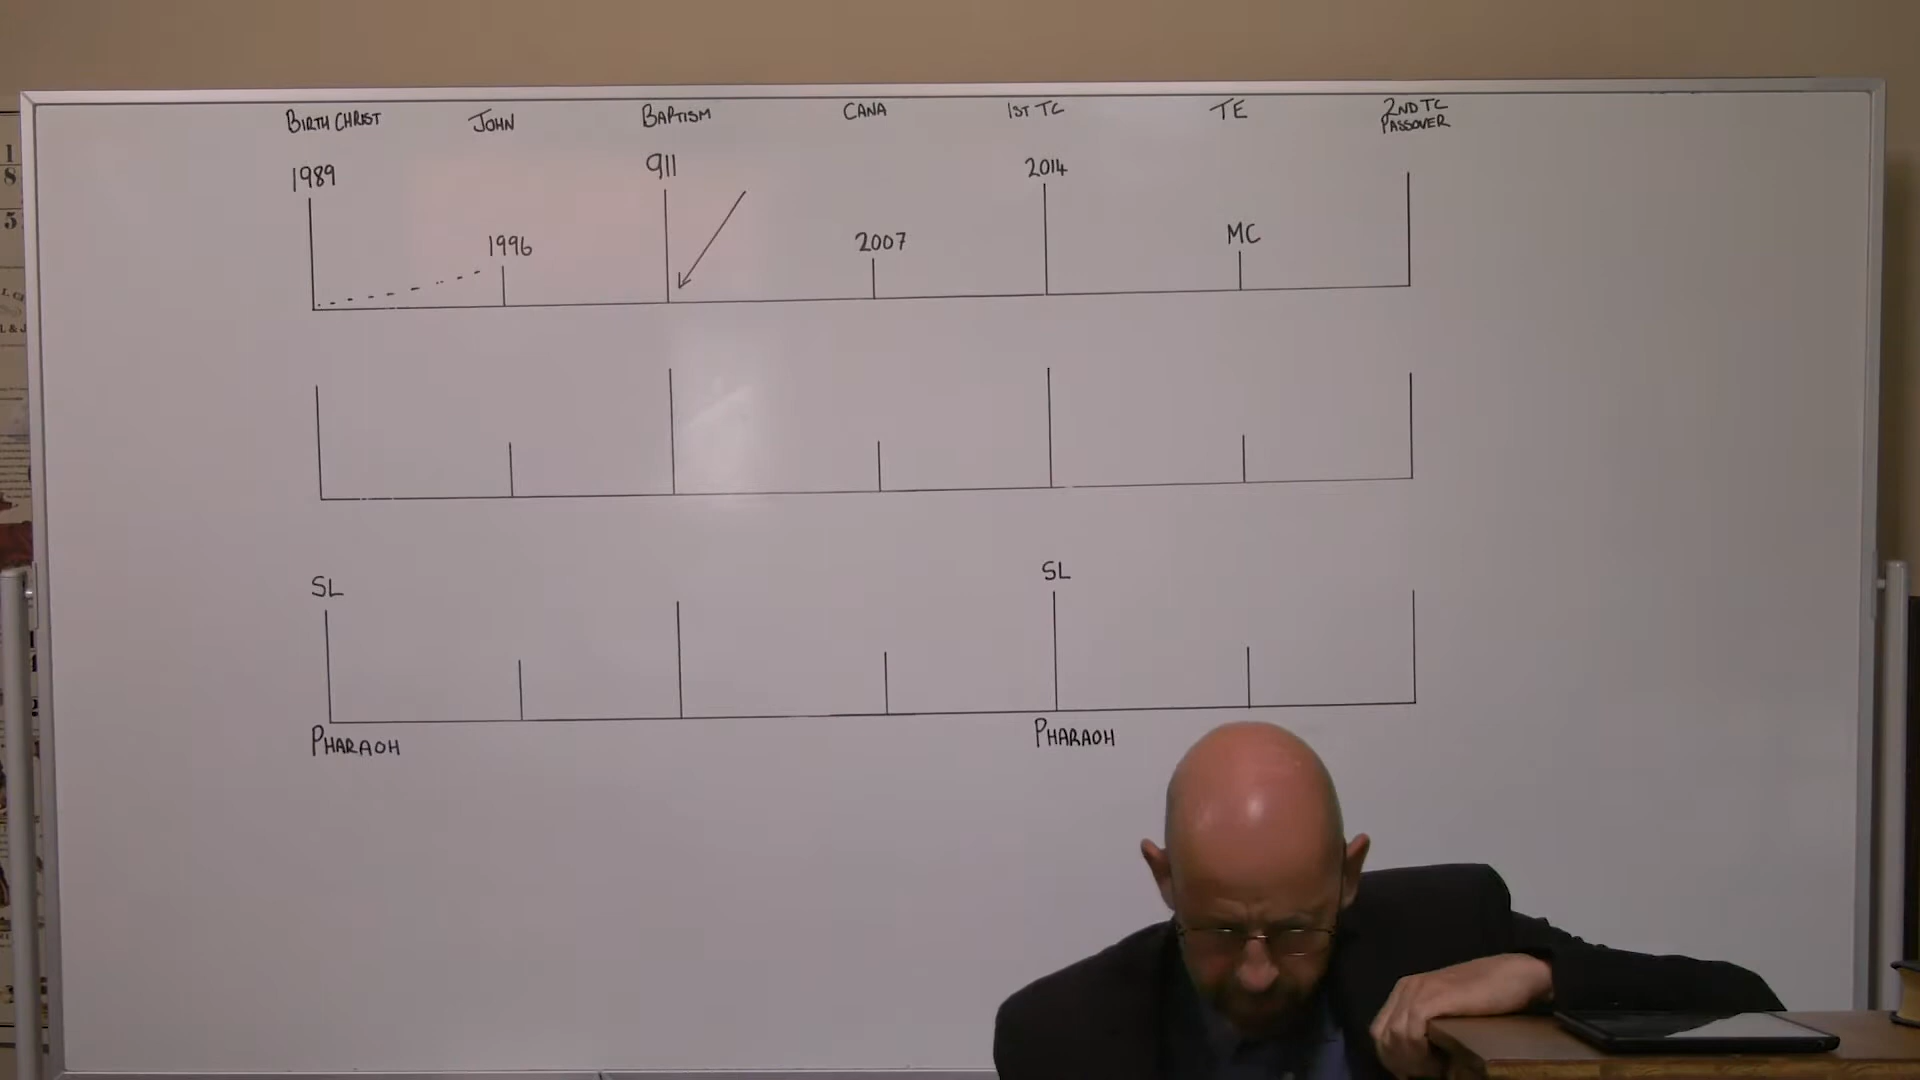 BIRTH CHRIST JOHN BAPTISM CANA 1ST TC TE 2ND TC
PASSOVER
1989 911 2014
1996 2007 MC
SL SL
PHARAOH PHARAOH